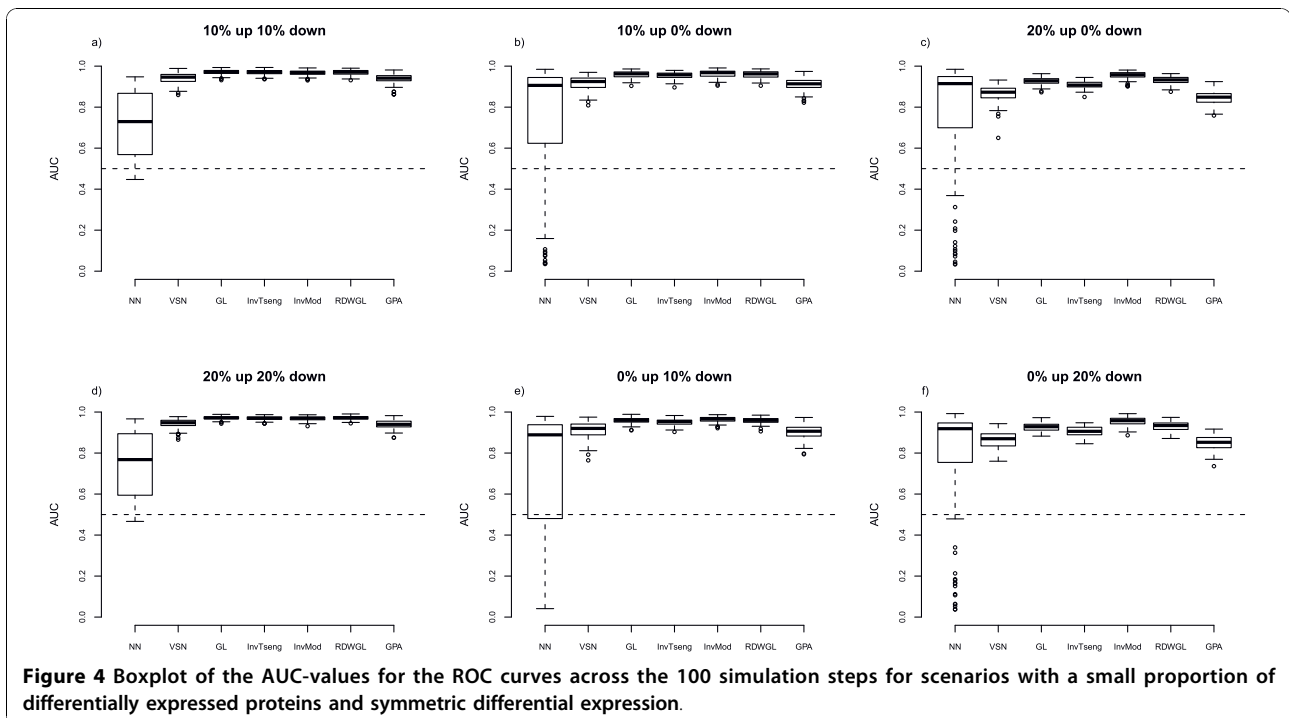 10% up 10% down
a)
AUC
1.0
0.8
0.6
0.4
0.2
0.0
NN VSN GL InvTseng InvMod RDWGL GPA
10% up 0% down
b)
AUC
1.0
0.8
0.6
0.4
0.2
0.0
NN VSN GL InvTseng InvMod RDWGL GPA
20% up 0% down
c)
AUC
1.0
0.8
0.6
0.4
0.2
0.0
NN VSN GL InvTseng InvMod RDWGL GPA
20% up 20% down
d)
AUC
1.0
0.8
0.6
0.4
0.2
0.0
NN VSN GL InvTseng InvMod RDWGL GPA
0% up 10% down
e)
AUC
1.0
0.8
0.6
0.4
0.2
0.0
NN VSN GL InvTseng InvMod RDWGL GPA
0% up 20% down
f)
AUC
1.0
0.8
0.6
0.4
0.2
0.0
NN VSN GL InvTseng InvMod RDWGL GPA
Figure 4 Boxplot of the AUC-values for the ROC curves across the 100 simulation steps for scenarios with a small proportion of
differentially expressed proteins and symmetric differential expression.